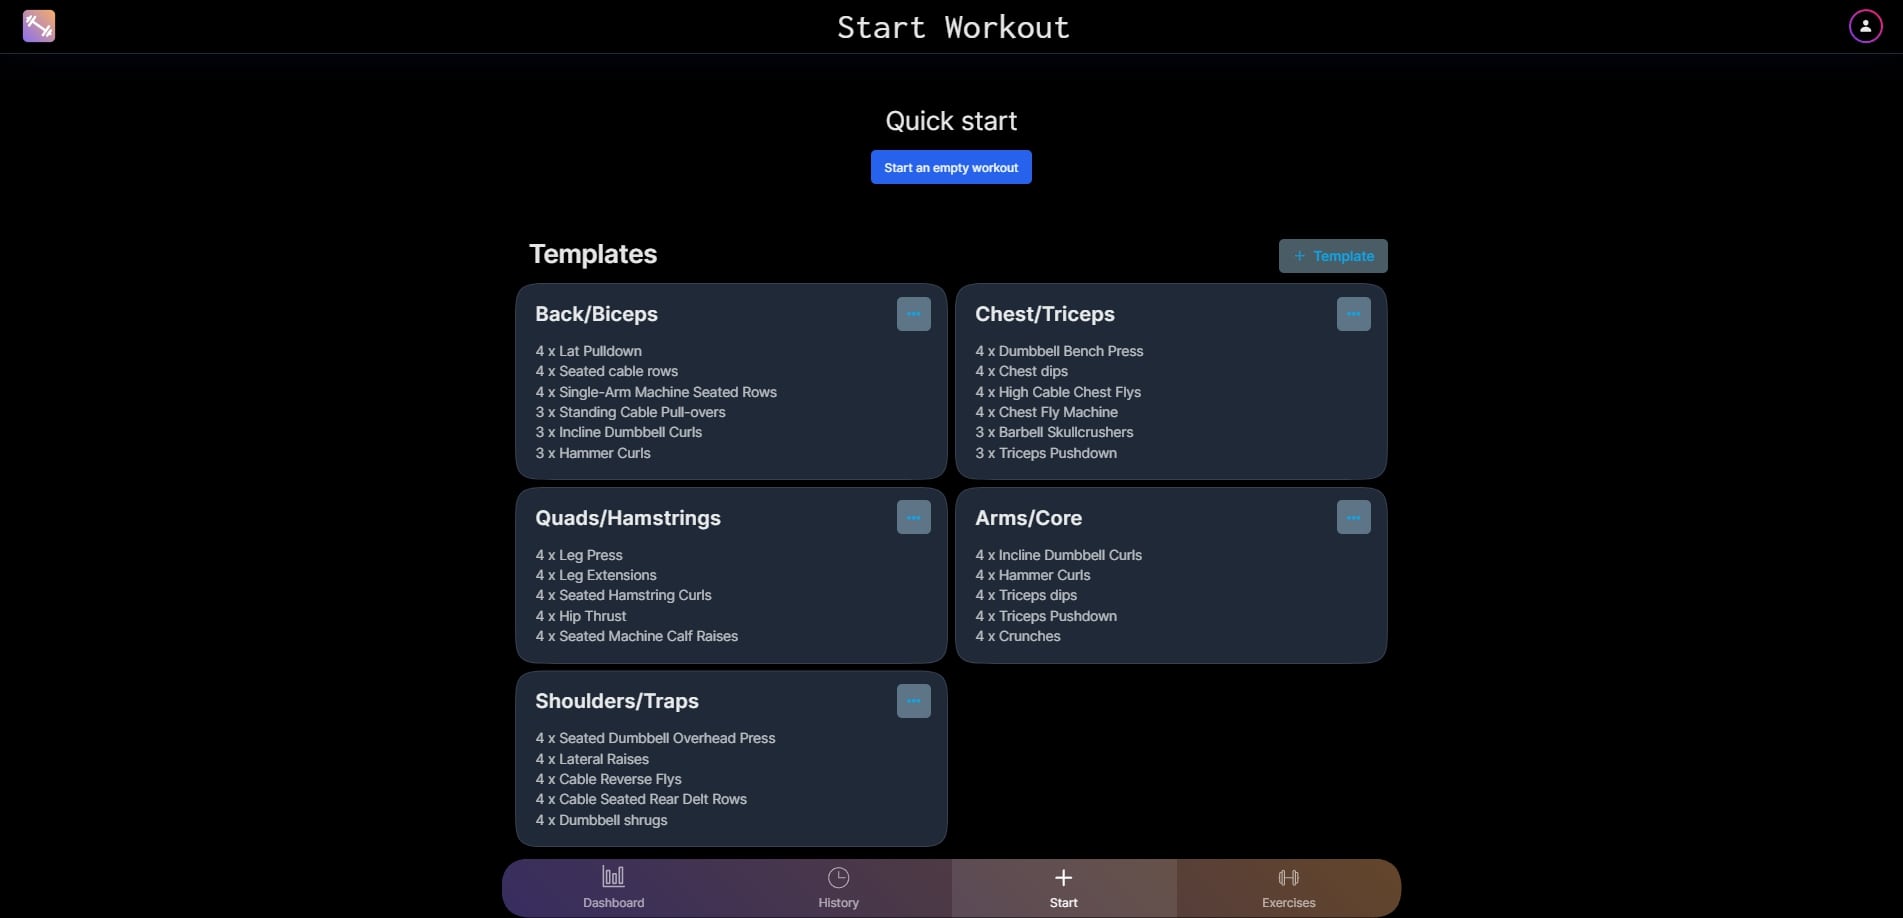 Start Workout
Quick start
Start an empty workout
Templates
+ Template
Back/Biceps
4 x Lat Pulldown
4 x Seated cable rows
4 x Single-Arm Machine Seated Rows
3 x Standing Cable Pull-overs
3 x Incline Dumbbell Curls
3 x Hammer Curls
Chest/Triceps
4 x Dumbbell Bench Press
4 x Chest dips
4 x High Cable Chest Flys
4 x Chest Fly Machine
3 x Barbell Skullcrushers
3 x Triceps Pushdown
Quads/Hamstrings
4 x Leg Press
4 x Leg Extensions
4 x Seated Hamstring Curls
4 x Hip Thrust
4 x Seated Machine Calf Raises
Arms/Core
4 x Incline Dumbbell Curls
4 x Hammer Curls
4 x Triceps dips
4 x Triceps Pushdown
4 x Crunches
Shoulders/Traps
4 x Seated Dumbbell Overhead Press
4 x Lateral Raises
4 x Cable Reverse Flys
4 x Cable Seated Rear Delt Rows
4 x Dumbbell shrugs
Dashboard
History
Start
Exercises